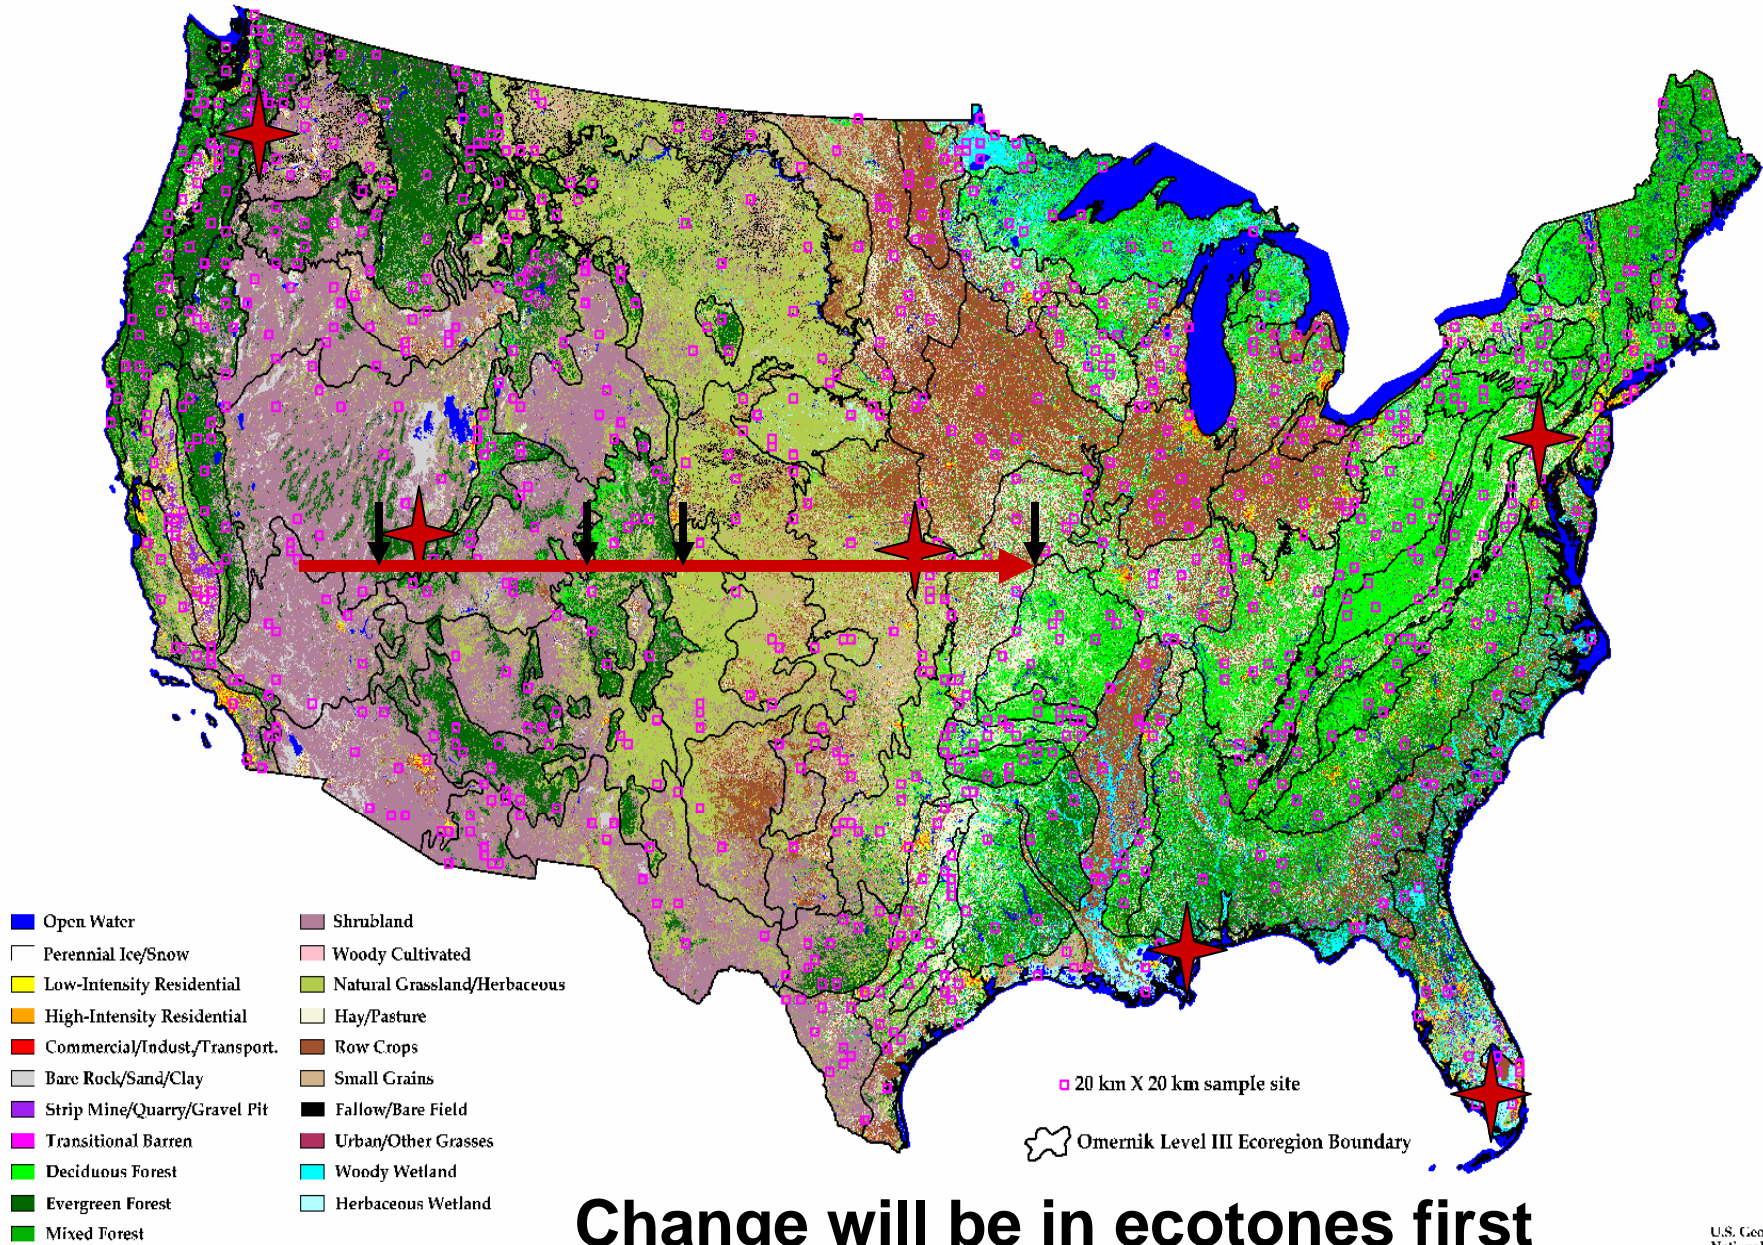 Open Water
Perennial Ice/Snow
Low-Intensity Residential
High-Intensity Residential
Commercial/Indust./Transport.
Bare Rock/Sand/Clay
Strip Mine/Quarry/Gravel Pit
Transitional Barren
Deciduous Forest
Evergreen Forest
Mixed Forest
Shrubland
Woody Cultivated
Natural Grassland/Herbaceous
Hay/Pasture
Row Crops
Small Grains
Fallow/Bare Field
Urban/Other Grasses
Woody Wetland
Herbaceous Wetland
20 km X 20 km sample site
Omernik Level III Ecoregion Boundary
Change will be in ecotones first
U.S.